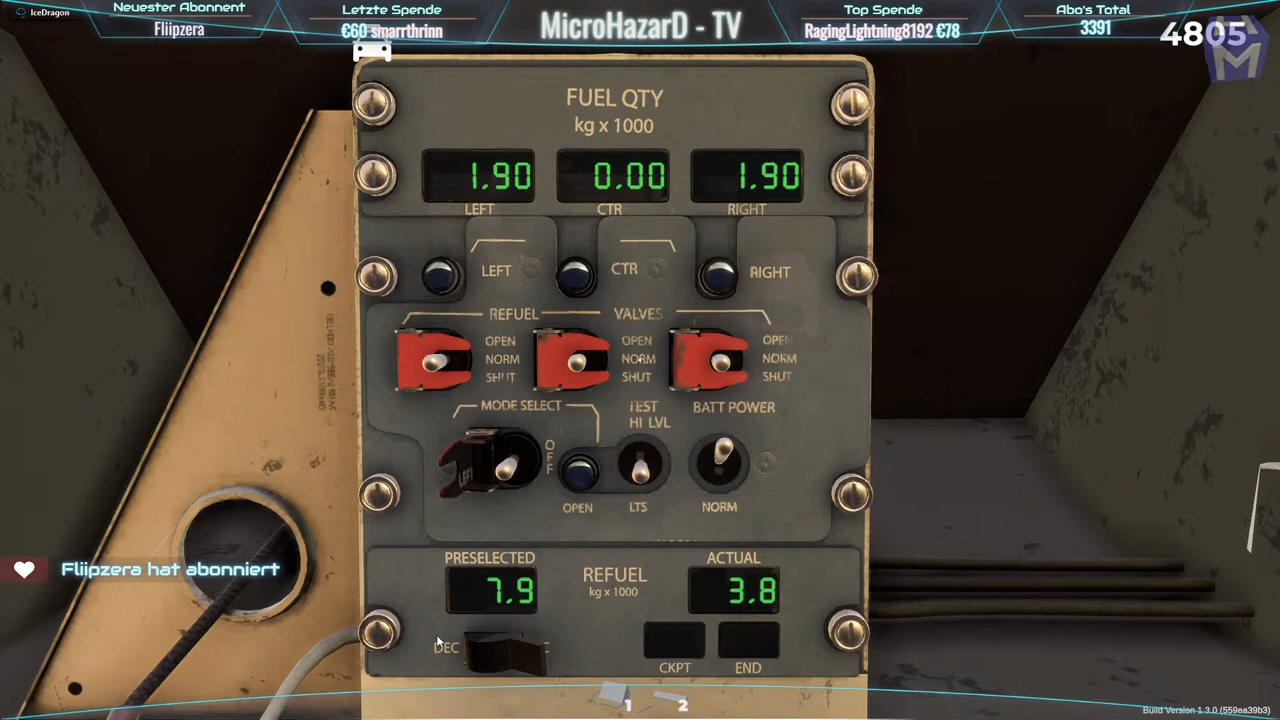 IceDragon
Neuester Abonnent
Fliipzera
Letzte Spende
€60 smarrthrinn
MicroHazarD - TV
Top Spende
RagingLightning8192 €78
Abo's Total
3391
4805
FUEL QTY
kg x 1000
1.90
0.00
1.90
LEFT
CTR
RIGHT
LEFT
CTR
RIGHT
REFUEL
VALVES
OPEN
NORM
SHUT
OPEN
NORM
SHUT
OPEN
NORM
SHUT
MODE SELECT
TEST
HI LVL
BATT POWER
OFF
OPEN
LTS
NORM
PRESELECTED
ACTUAL
7.9
REFUEL
kg x 1000
3.8
DEC
CKPT
END
Fliipzera hat abonniert
1
2
Build Version 1.3.0 (559ea39b3)